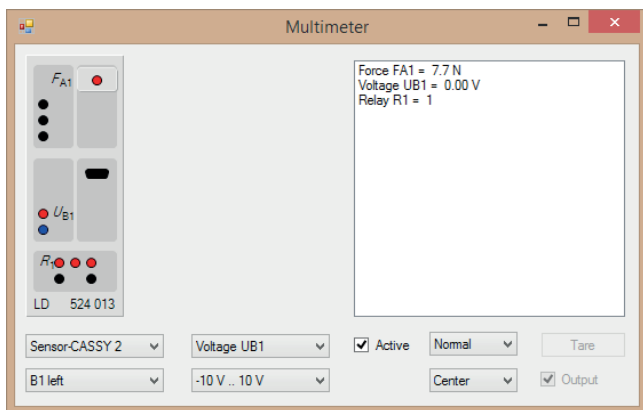 Multimeter
FA1
UB1
R1
LD 524 013
Force FA1 = 7.7 N
Voltage UB1 = 0.00 V
Relay R1 = 1
Sensor-CASSY 2
Voltage UB1
Active
Normal
Tare
B1 left
-10 V .. 10 V
Center
Output